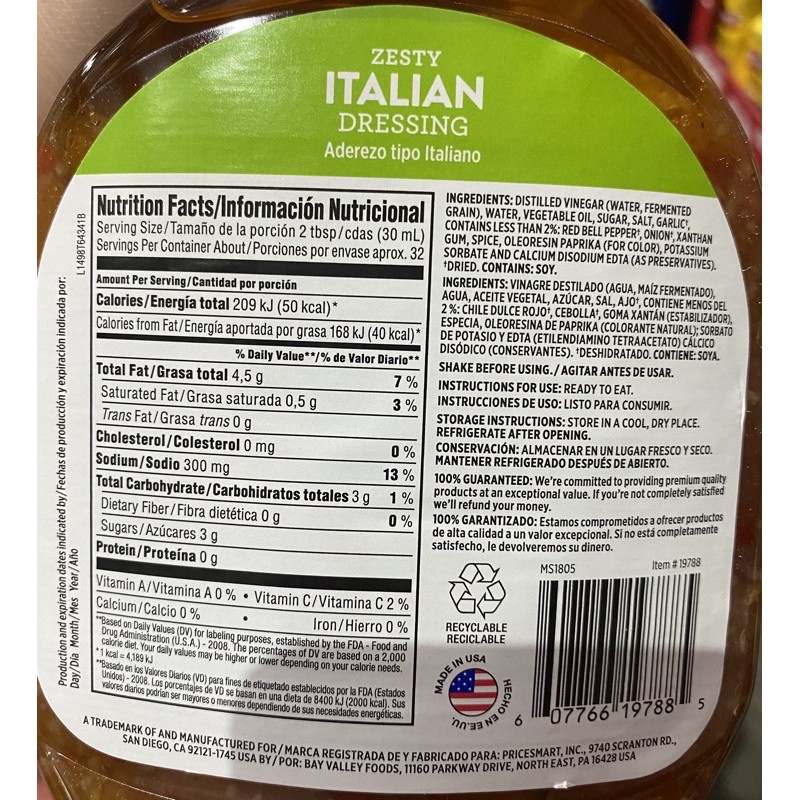 ZESTY
ITALIAN
DRESSING
Aderezo tipo Italiano
Nutrition Facts/Información Nutricional
Serving Size/Tamaño de la porción 2 tbsp/cdas (30 mL)
Servings Per Container About/Porciones por envase aprox. 32
Amount Per Serving/Cantidad por porción
Calories/Energía total 209 kJ (50 kcal)*
Calories from Fat/Energía aportada por grasa 168 kJ (40 kcal)*
% Daily Value**/% de Valor Diario**
Total Fat/Grasa total 4,5 g 7 %
Saturated Fat/Grasa saturada 0,5 g 3 %
Trans Fat/Grasa trans 0 g
Cholesterol/Colesterol 0 mg 0 %
Sodium/Sodio 300 mg 13 %
Total Carbohydrate/Carbohidratos totales 3 g 1 %
Dietary Fiber/Fibra dietética 0 g 0 %
Sugars/Azúcares 3 g
Protein/Proteína 0 g
Vitamin A/Vitamina A 0 % • Vitamin C/Vitamina C 2 %
Calcium/Calcio 0 % • Iron/Hierro 0 %
**Based on Daily Values (DV) for labeling purposes, established by the FDA - Food and
Drug Administration (U.S.A.) - 2008. The percentages of DV are based on a 2,000
calorie diet. Your daily values may be higher or lower depending on your calorie needs.
*1 kcal = 4,189 kJ
**Basado en los Valores Diarios (VD) para fines de etiquetado establecidos por la FDA (Estados
Unidos) - 2008. Los porcentajes de VD se basan en una dieta de 8400 kJ (2000 kcal). Sus
valores diarios podrían ser mayores o menores dependiendo de sus necesidades energéticas.
INGREDIENTS: DISTILLED VINEGAR (WATER, FERMENTED
GRAIN), WATER, VEGETABLE OIL, SUGAR, SALT, GARLIC†,
CONTAINS LESS THAN 2%: RED BELL PEPPER†, ONION†, XANTHAN
GUM, SPICE, OLEORESIN PAPRIKA (FOR COLOR), POTASSIUM
SORBATE AND CALCIUM DISODIUM EDTA (AS PRESERVATIVES).
†DRIED. CONTAINS: SOY.
INGREDIENTES: VINAGRE DESTILADO (AGUA, MAÍZ FERMENTADO),
AGUA, ACEITE VEGETAL, AZÚCAR, SAL, AJO†, CONTIENE MENOS DEL
2 %: CHILE DULCE ROJO†, CEBOLLA†, GOMA XANTÁN (ESTABILIZADOR),
ESPECIA, OLEORESINA DE PAPRIKA (COLORANTE NATURAL); SORBATO
DE POTASIO Y EDTA (ETILENDIAMINO TETRAACETATO) CÁLCICO
DISÓDICO (CONSERVANTES). †DESHIDRATADO. CONTIENE: SOYA.
SHAKE BEFORE USING./AGITAR ANTES DE USAR.
INSTRUCTIONS FOR USE: READY TO EAT.
INSTRUCCIONES DE USO: LISTO PARA CONSUMIR.
STORAGE INSTRUCTIONS: STORE IN A COOL, DRY PLACE.
REFRIGERATE AFTER OPENING.
CONSERVACIÓN: ALMACENAR EN UN LUGAR FRESCO Y SECO.
MANTENER REFRIGERADO DESPUÉS DE ABIERTO.
100% GUARANTEED: We're committed to providing premium quality
products at an exceptional value. If you're not completely satisfied
we'll refund your money.
100% GARANTIZADO: Estamos comprometidos a ofrecer productos
de alta calidad a un valor excepcional. Si no está completamente
satisfecho, le devolveremos su dinero.
RECYCLABLE
RECICLABLE
MADE IN USA
HECHO EN EE.UU.
MS1805 Item # 19788
6 07766 19788 5
L1498T64341B
Production and expiration dates indicated by/Fechas de producción y expiración indicada por:
Day/Día Month/Mes Year/Año
A TRADEMARK OF AND MANUFACTURED FOR/MARCA REGISTRADA DE Y FABRICADO PARA: PRICESMART, INC., 9740 SCRANTON RD.,
SAN DIEGO, CA 92121-1745 USA BY/POR: BAY VALLEY FOODS, 11160 PARKWAY DRIVE, NORTH EAST, PA 16428 USA